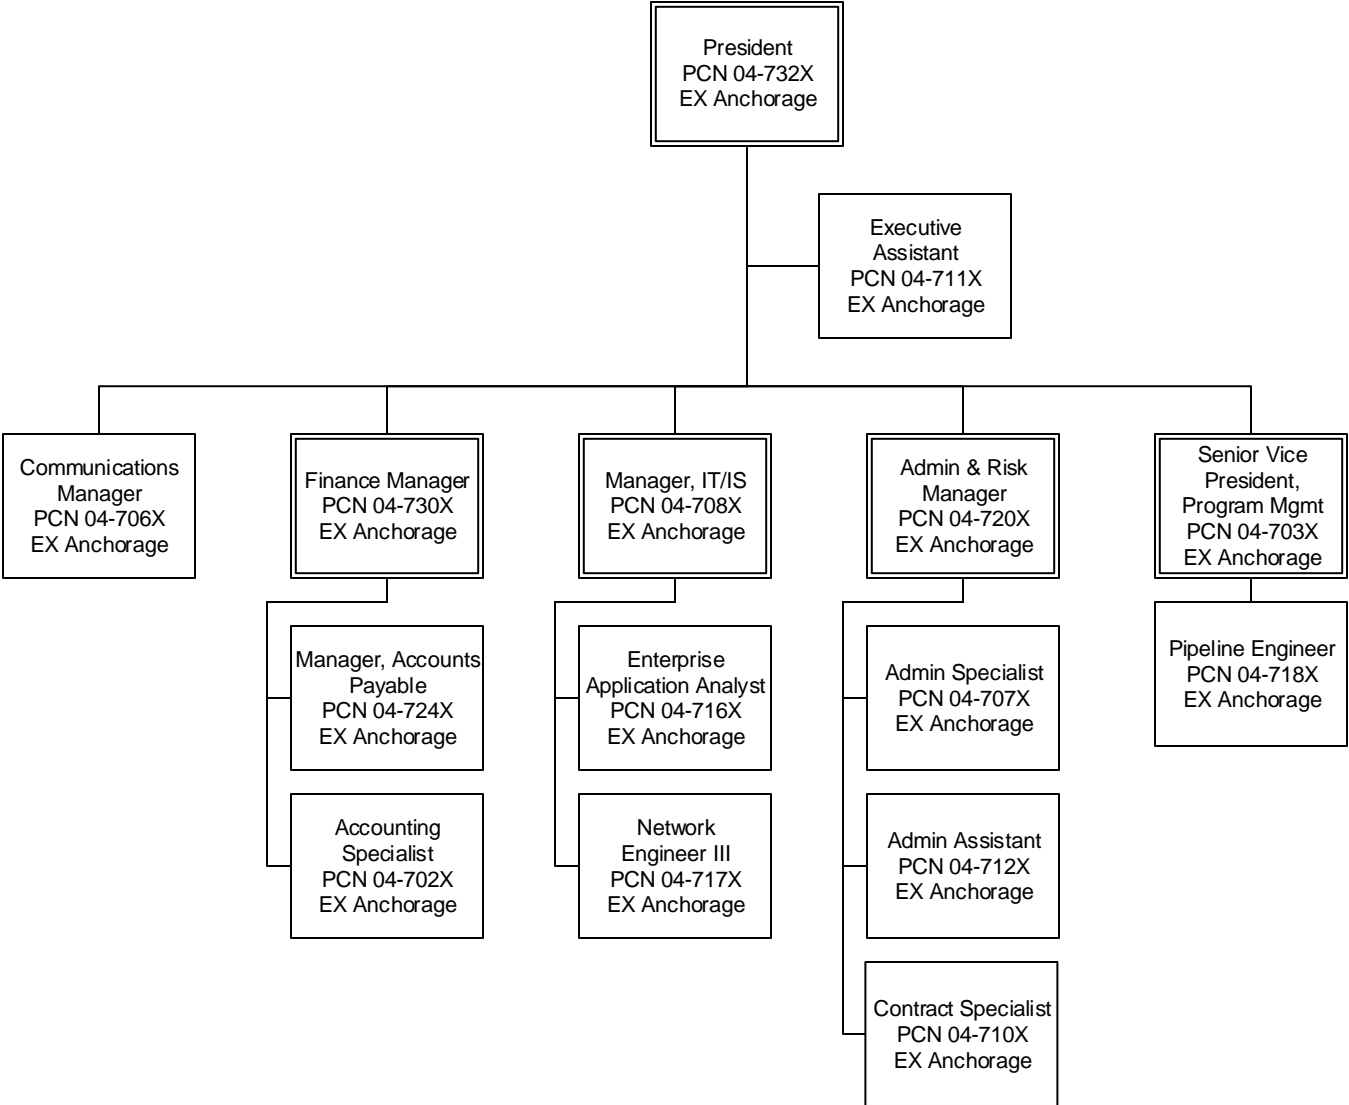 President
PCN 04-732X
EX Anchorage
Executive
Assistant
PCN 04-711X
EX Anchorage
Communications
Manager
PCN 04-706X
EX Anchorage
Finance Manager
PCN 04-730X
EX Anchorage
Manager, IT/IS
PCN 04-708X
EX Anchorage
Admin & Risk
Manager
PCN 04-720X
EX Anchorage
Senior Vice
President,
Program Mgmt
PCN 04-703X
EX Anchorage
Manager, Accounts
Payable
PCN 04-724X
EX Anchorage
Enterprise
Application Analyst
PCN 04-716X
EX Anchorage
Admin Specialist
PCN 04-707X
EX Anchorage
Pipeline Engineer
PCN 04-718X
EX Anchorage
Accounting
Specialist
PCN 04-702X
EX Anchorage
Network
Engineer III
PCN 04-717X
EX Anchorage
Admin Assistant
PCN 04-712X
EX Anchorage
Contract Specialist
PCN 04-710X
EX Anchorage